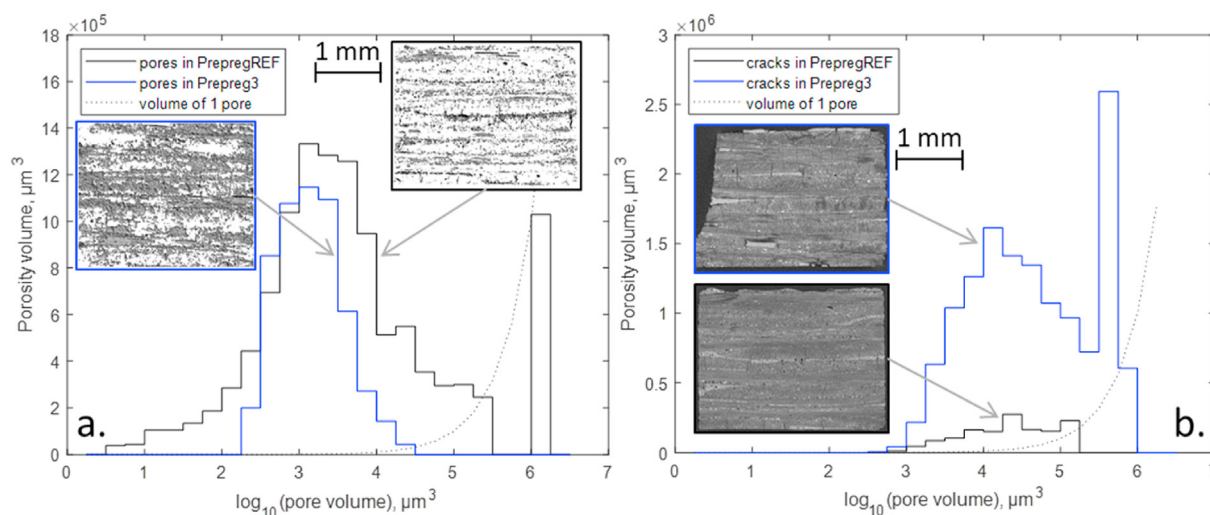 ×10⁵
18
16
14
12
10
8
6
4
2
0
Porosity volume, µm³
pores in PrepregREF
pores in Prepreg3
volume of 1 pore
1 mm
a.
0 1 2 3 4 5 6 7
log₁₀(pore volume), µm³
×10⁶
3
2.5
2
1.5
1
0.5
0
Porosity volume, µm³
cracks in PrepregREF
cracks in Prepreg3
volume of 1 pore
1 mm
b.
0 1 2 3 4 5 6 7
log₁₀(pore volume), µm³